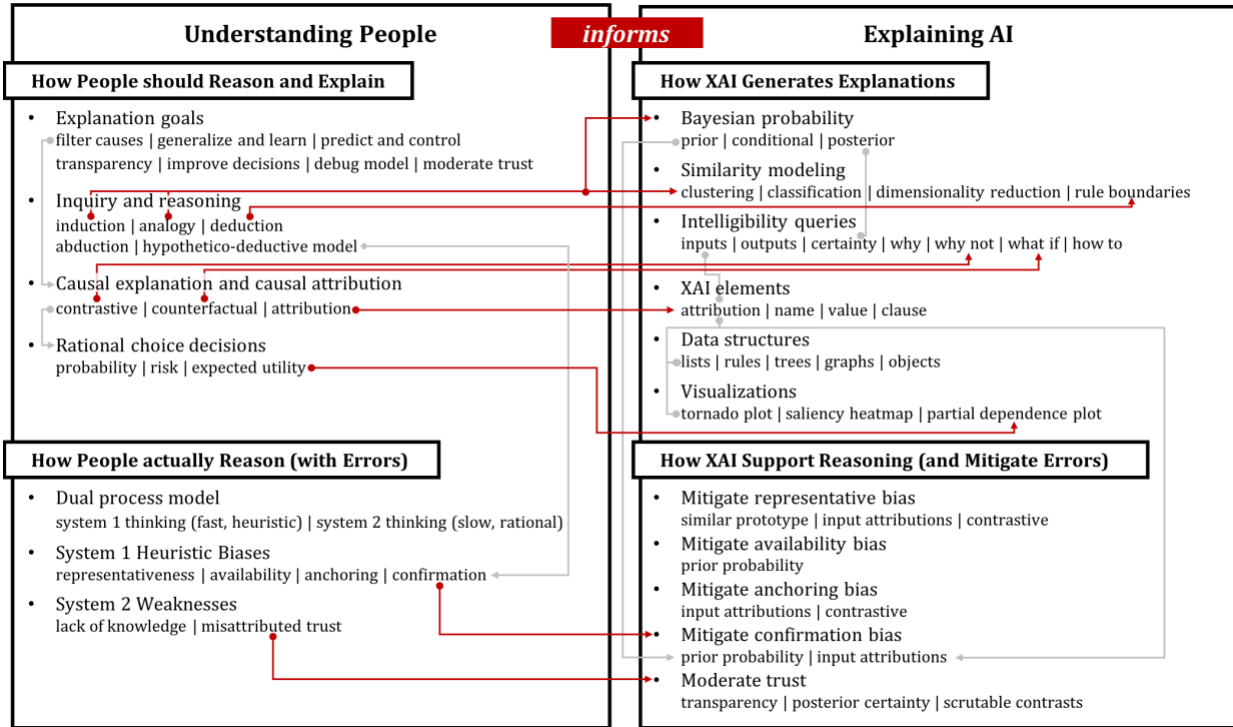 Understanding People
informs
Explaining AI
How People should Reason and Explain
• Explanation goals
filter causes | generalize and learn | predict and control
transparency | improve decisions | debug model | moderate trust
• Inquiry and reasoning
induction | analogy | deduction
abduction | hypothetico-deductive model
• Causal explanation and causal attribution
contrastive | counterfactual | attribution
• Rational choice decisions
probability | risk | expected utility
How People actually Reason (with Errors)
• Dual process model
system 1 thinking (fast, heuristic) | system 2 thinking (slow, rational)
• System 1 Heuristic Biases
representativeness | availability | anchoring | confirmation
• System 2 Weaknesses
lack of knowledge | misattributed trust
How XAI Generates Explanations
• Bayesian probability
prior | conditional | posterior
• Similarity modeling
clustering | classification | dimensionality reduction | rule boundaries
• Intelligibility queries
inputs | outputs | certainty | why | why not | what if | how to
• XAI elements
attribution | name | value | clause
• Data structures
lists | rules | trees | graphs | objects
• Visualizations
tornado plot | saliency heatmap | partial dependence plot
How XAI Support Reasoning (and Mitigate Errors)
• Mitigate representative bias
similar prototype | input attributions | contrastive
• Mitigate availability bias
prior probability
• Mitigate anchoring bias
input attributions | contrastive
• Mitigate confirmation bias
prior probability | input attributions
• Moderate trust
transparency | posterior certainty | scrutable contrasts